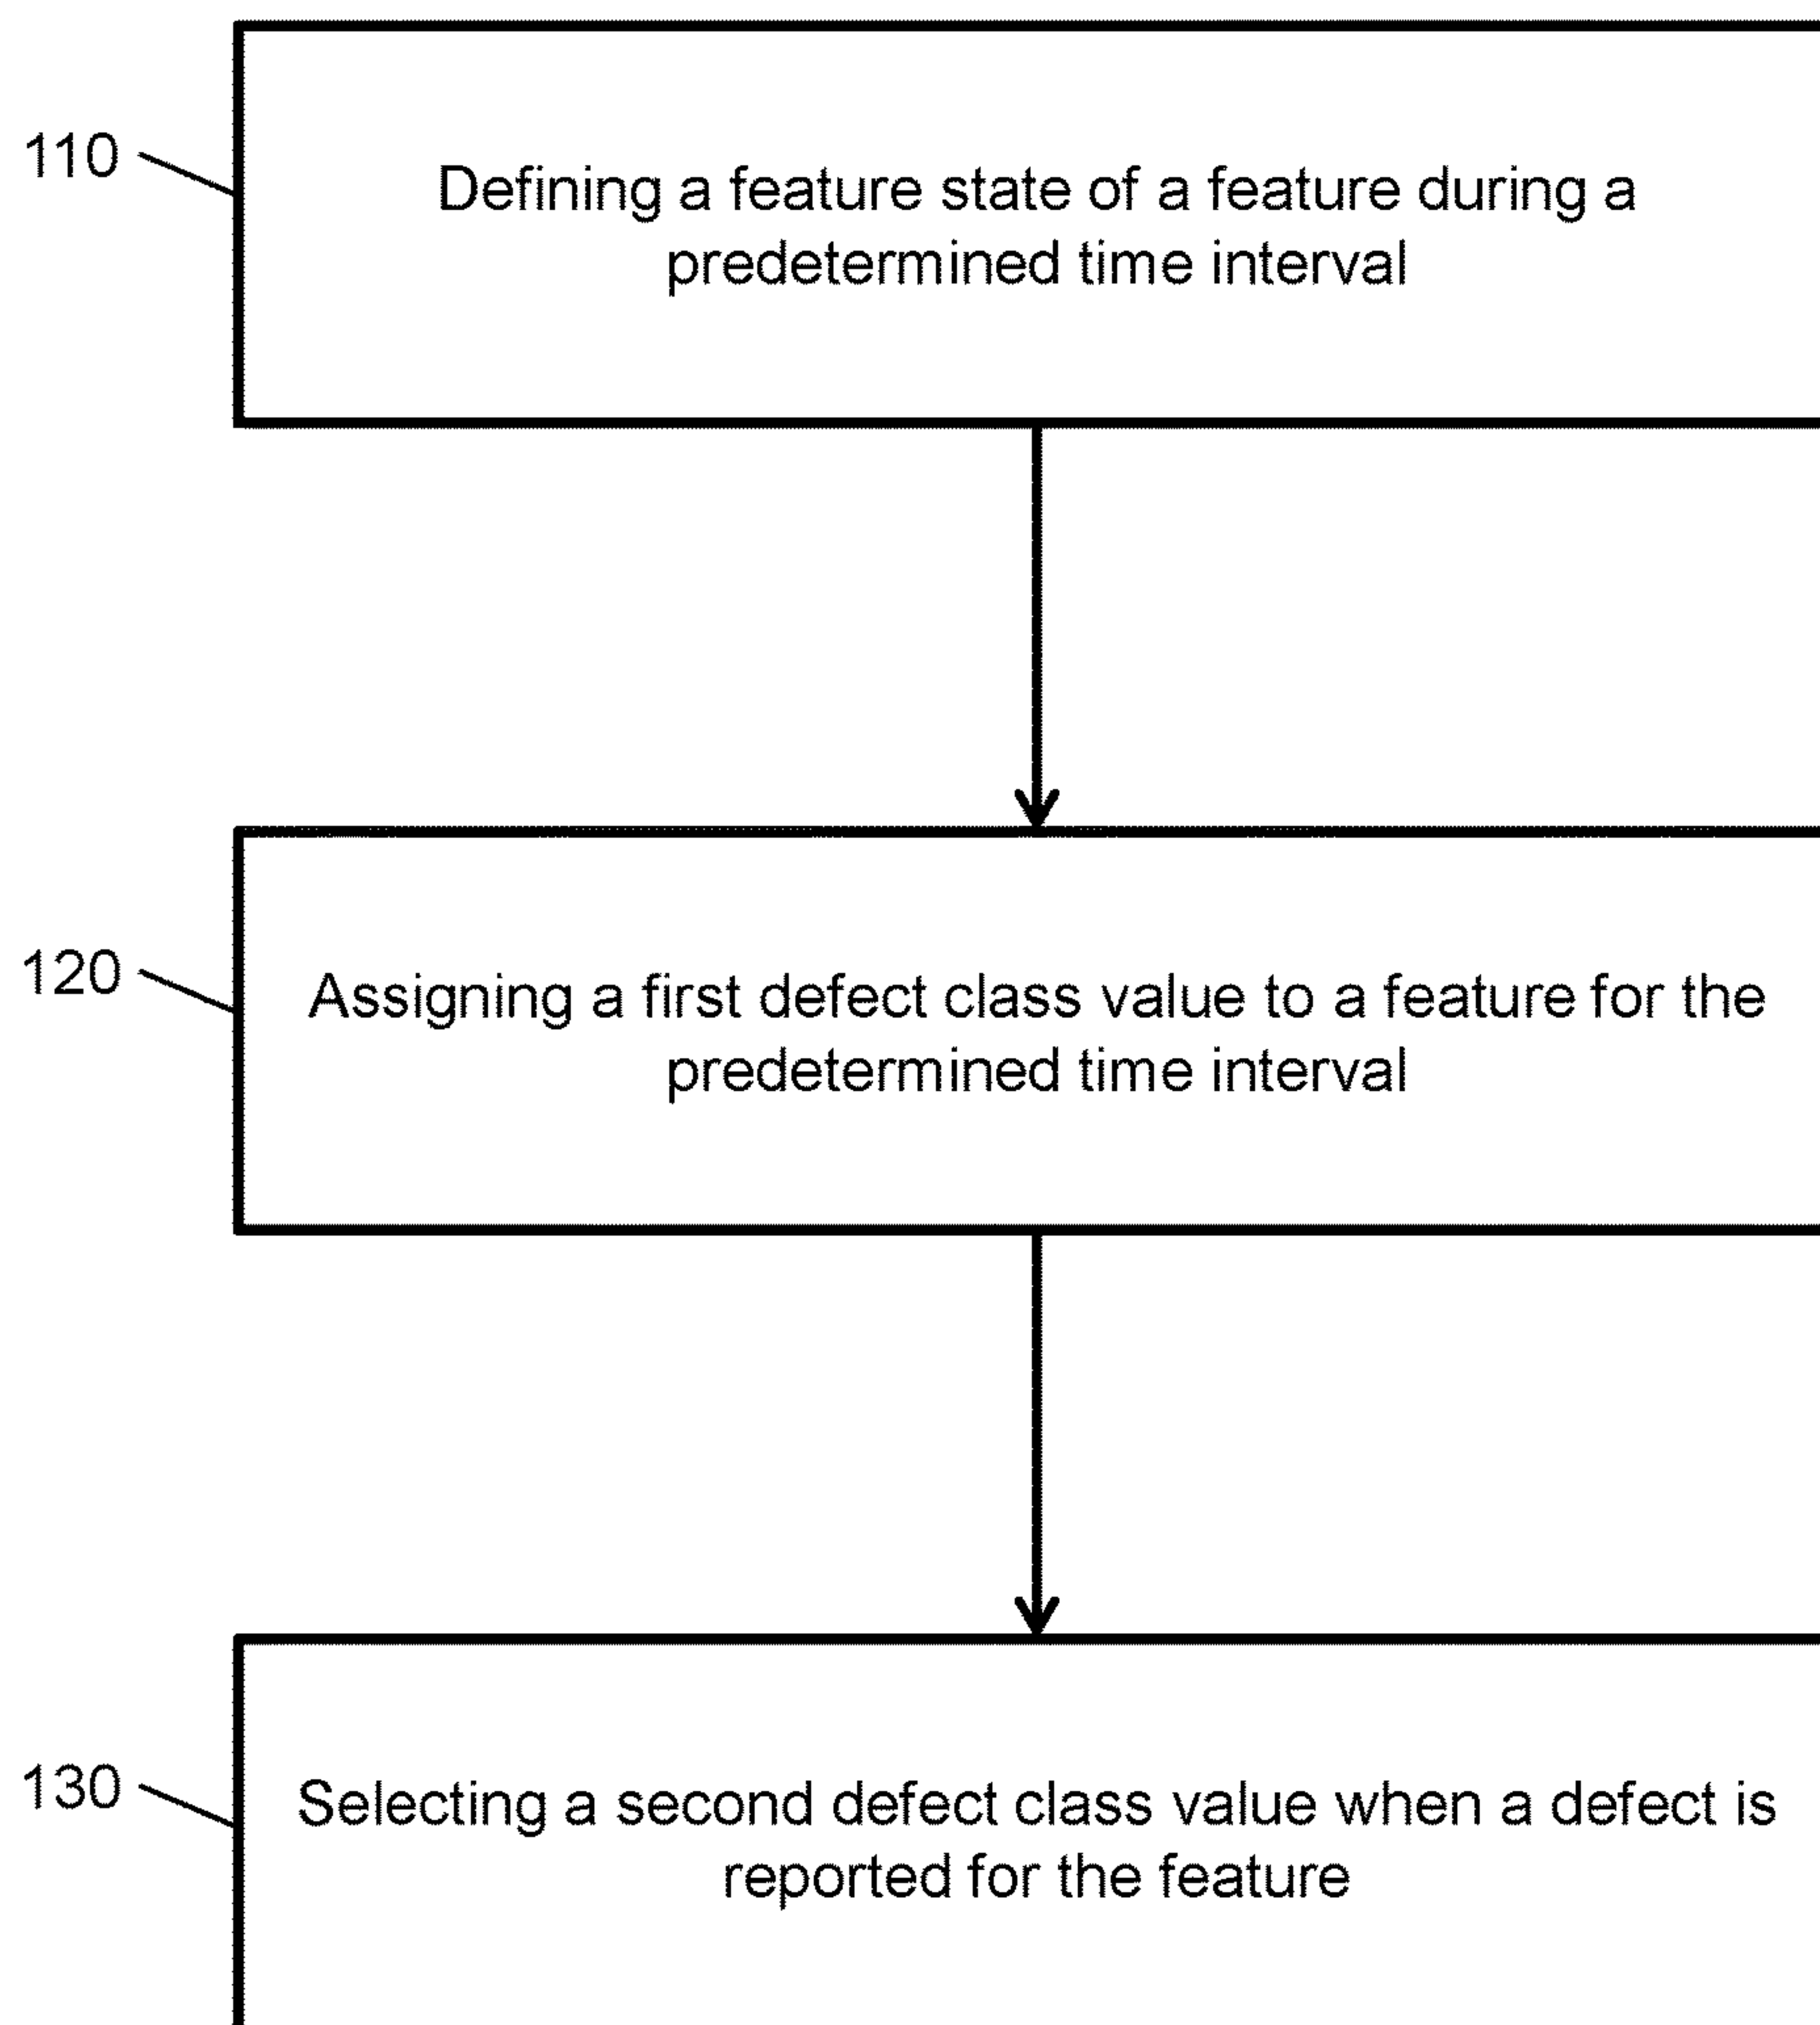 110
Defining a feature state of a feature during a
predetermined time interval
120
Assigning a first defect class value to a feature for the
predetermined time interval
130
Selecting a second defect class value when a defect is
reported for the feature